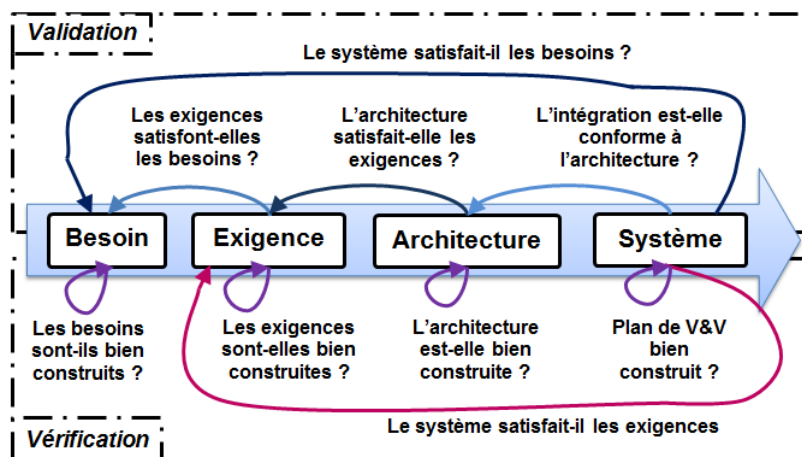 Validation
Le système satisfait-il les besoins ?
Les exigences
satisfont-elles
les besoins ?
L'architecture
satisfait-elle les
exigences ?
L'intégration est-elle
conforme à
l'architecture ?
Besoin
Exigence
Architecture
Système
Les besoins
sont-ils bien
construits ?
Les exigences
sont-elles bien
construites ?
L'architecture
est-elle bien
construite ?
Plan de V&V
bien
construit ?
Le système satisfait-il les exigences
Vérification